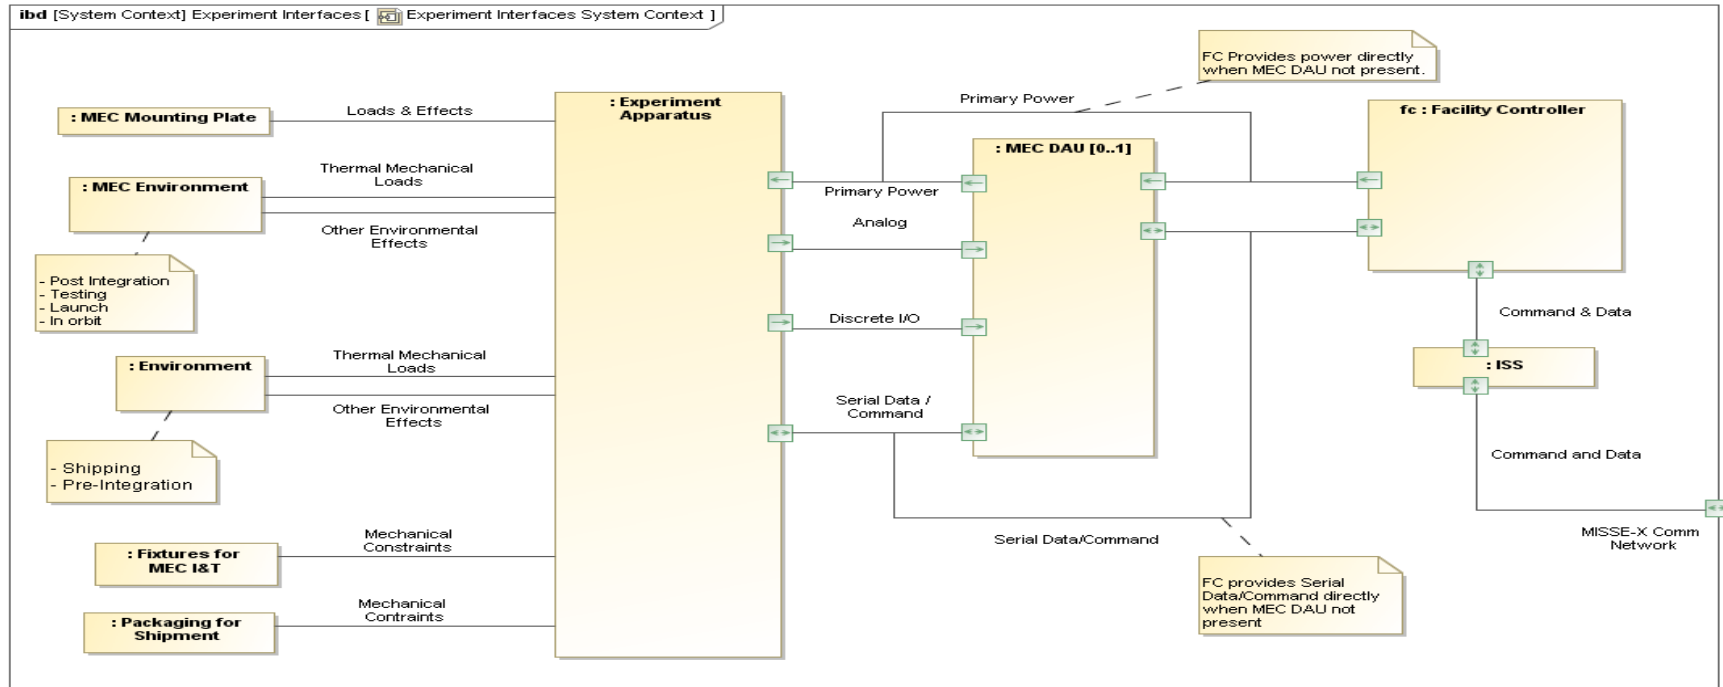 ibd [System Context] Experiment Interfaces [ Experiment Interfaces System Context ]
: MEC Mounting Plate
Loads & Effects
: MEC Environment
Thermal Mechanical
Loads
Other Environmental
Effects
- Post Integration
- Testing
- Launch
- In orbit
: Environment
Thermal Mechanical
Loads
Other Environmental
Effects
- Shipping
- Pre-Integration
: Fixtures for
MEC I&T
Mechanical
Constraints
: Packaging for
Shipment
Mechanical
Contraints
: Experiment
Apparatus
Primary Power
Primary Power
Analog
Discrete I/O
Serial Data /
Command
: MEC DAU [0..1]
Serial Data/Command
FC Provides power directly
when MEC DAU not present.
fc : Facility Controller
Command & Data
: ISS
Command and Data
MISSE-X Comm
Network
FC provides Serial
Data/Command directly
when MEC DAU not
present